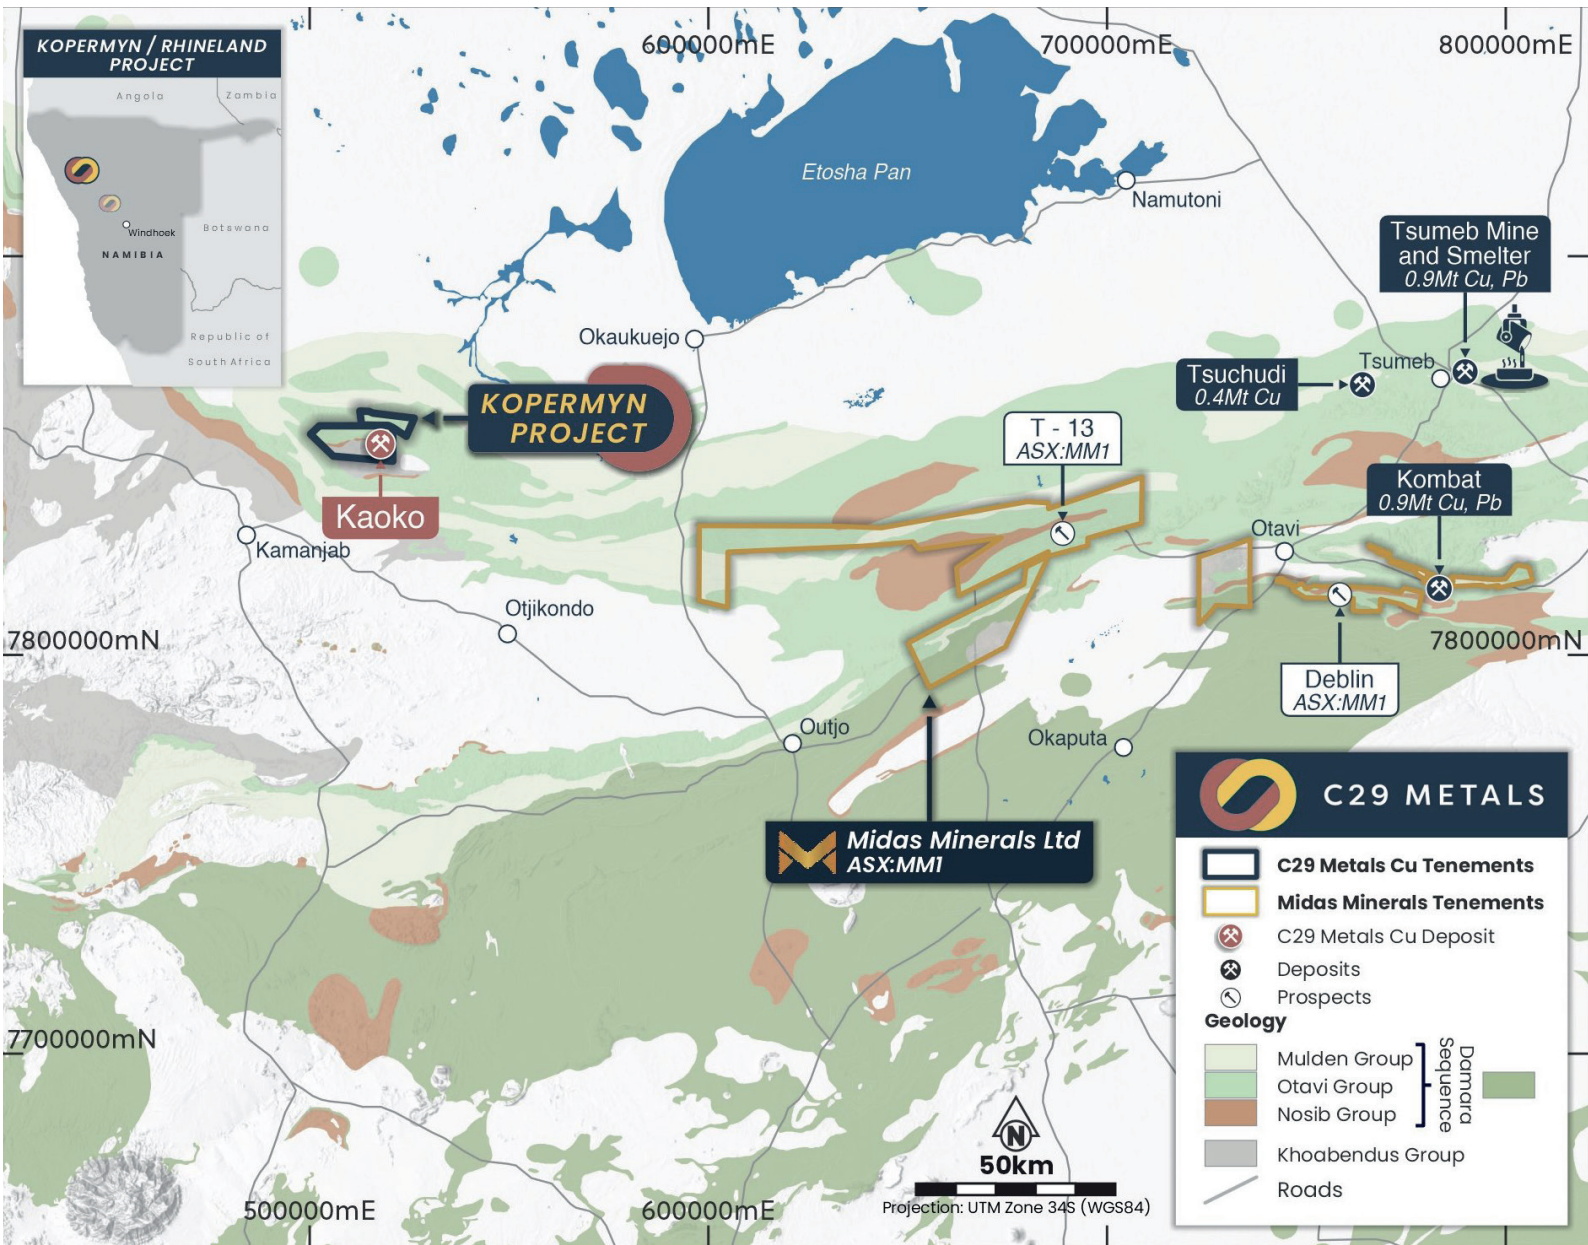 KOPERMYN / RHINELAND
PROJECT
Angola
Zambia
Windhoek
NAMIBIA
Botswana
Republic of
South Africa
600000mE
700000mE
800000mE
Etosha Pan
Namutoni
Okaukuejo
Tsumeb Mine
and Smelter
0.9Mt Cu, Pb
Tsuchudi
0.4Mt Cu
Tsumeb
KOPERMYN
PROJECT
Kaoko
T - 13
ASX:MM1
Kombat
0.9Mt Cu, Pb
Otavi
Kamanjab
Otjikondo
7800000mN
7800000mN
Deblin
ASX:MM1
Outjo
Okaputa
Midas Minerals Ltd
ASX:MM1
C29 METALS
C29 Metals Cu Tenements
Midas Minerals Tenements
C29 Metals Cu Deposit
Deposits
Prospects
Geology
Mulden Group
Otavi Group
Nosib Group
Damara
Sequence
Khoabendus Group
Roads
7700000mN
N
50km
Projection: UTM Zone 34S (WGS84)
500000mE
600000mE